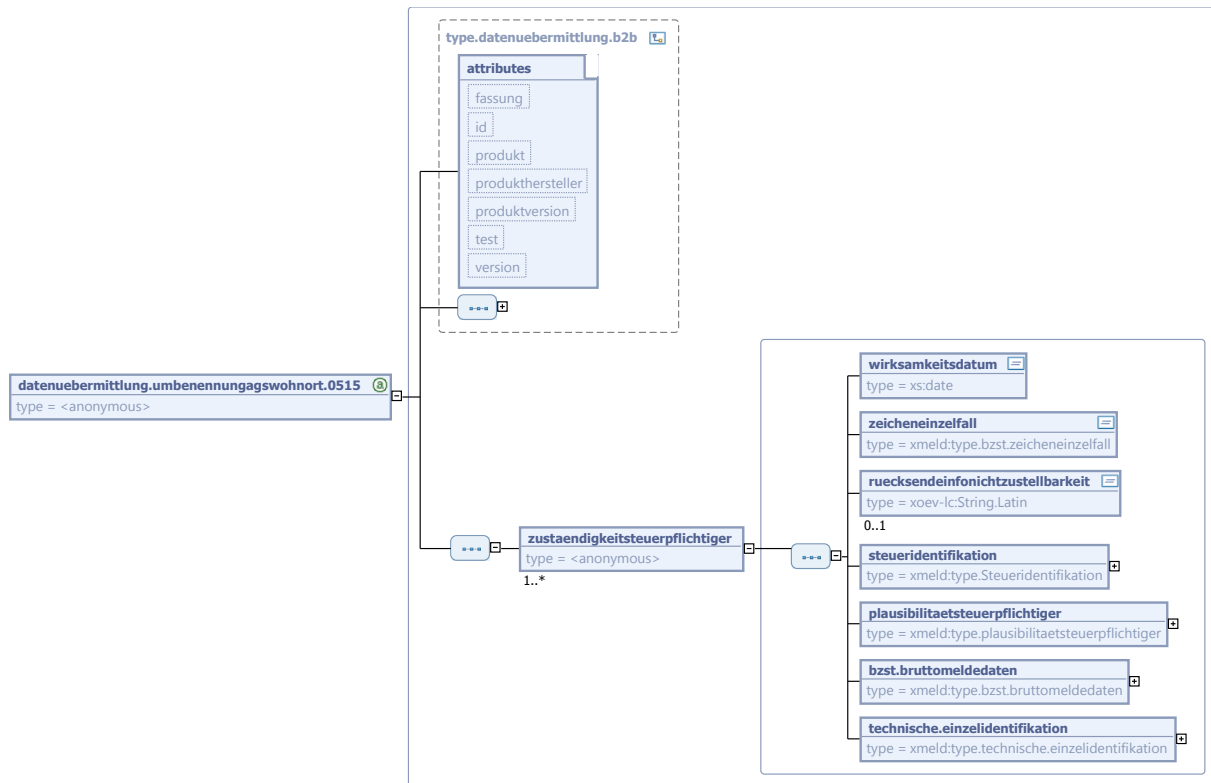 type.datenuebermittlung.b2b
attributes
fassung
id
produkt
produkthersteller
produktversion
test
version
datenuebermittlung.umbenennungagswohnort.0515
type = <anonymous>
zustaendigkeitsteuerpflichtiger
type = <anonymous>
1..*
wirksamkeitsdatum
type = xs:date
zeicheneinzelfall
type = xmeld:type.bzst.zeicheneinzelfall
ruecksendeinfonichtzustellbarkeit
type = xoev-lc:String.Latin
0..1
steueridentifikation
type = xmeld:type.Steueridentifikation
plausibilitaetsteuerpflichtiger
type = xmeld:type.plausibilitaetsteuerpflichtiger
bzst.bruttomeldedaten
type = xmeld:type.bzst.bruttomeldedaten
technische.einzelidentifikation
type = xmeld:type.technische.einzelidentifikation